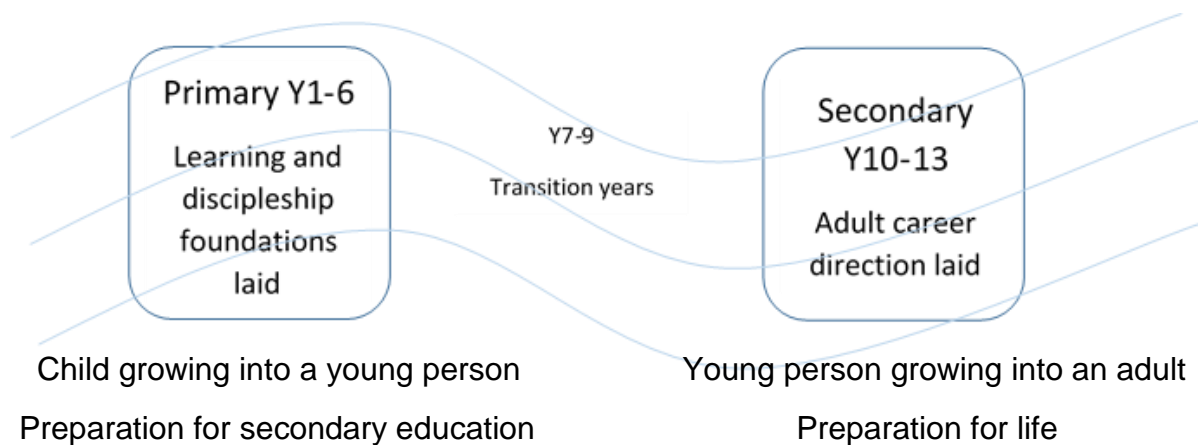 Primary Y1-6
Learning and
discipleship
foundations
laid
Y7-9
Transition years
Secondary
Y10-13
Adult career
direction laid
Child growing into a young person
Preparation for secondary education
Young person growing into an adult
Preparation for life